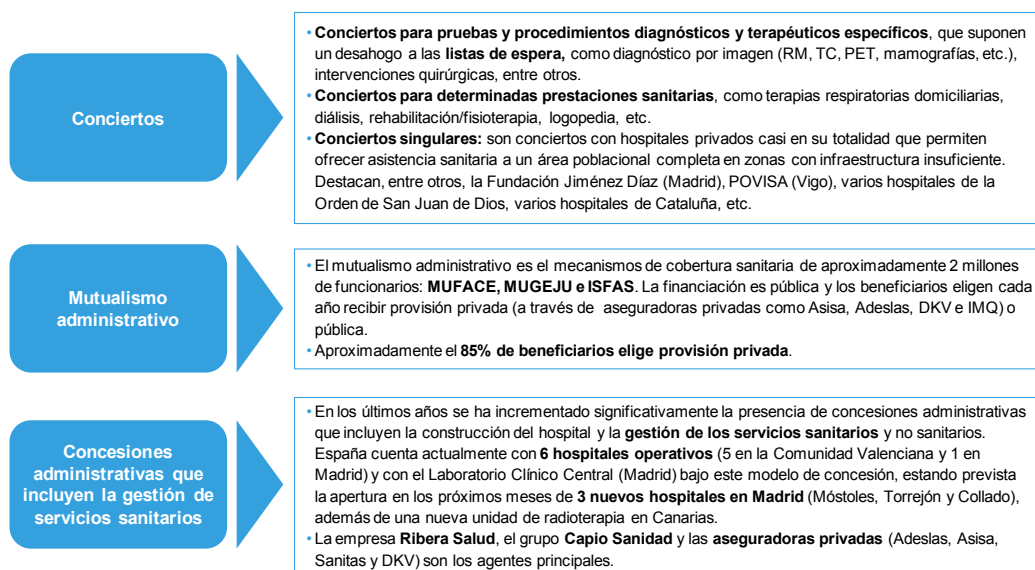 Conciertos
• Conciertos para pruebas y procedimientos diagnósticos y terapéuticos específicos, que suponen
un desahogo a las listas de espera, como diagnóstico por imagen (RM, TC, PET, mamografías, etc.),
intervenciones quirúrgicas, entre otros.
• Conciertos para determinadas prestaciones sanitarias, como terapias respiratorias domiciliarias,
diálisis, rehabilitación/fisioterapia, logopedia, etc.
• Conciertos singulares: son conciertos con hospitales privados casi en su totalidad que permiten
ofrecer asistencia sanitaria a un área poblacional completa en zonas con infraestructura insuficiente.
Destacan, entre otros, la Fundación Jiménez Díaz (Madrid), POVISA (Vigo), varios hospitales de la
Orden de San Juan de Dios, varios hospitales de Cataluña, etc.
Mutualismo
administrativo
• El mutualismo administrativo es el mecanismos de cobertura sanitaria de aproximadamente 2 millones
de funcionarios: MUFACE, MUGEJU e ISFAS. La financiación es pública y los beneficiarios eligen cada
año recibir provisión privada (a través de aseguradoras privadas como Asisa, Adeslas, DKV e IMQ) o
pública.
• Aproximadamente el 85% de beneficiarios elige provisión privada.
Concesiones
administrativas que
incluyen la gestión de
servicios sanitarios
• En los últimos años se ha incrementado significativamente la presencia de concesiones administrativas
que incluyen la construcción del hospital y la gestión de los servicios sanitarios y no sanitarios.
España cuenta actualmente con 6 hospitales operativos (5 en la Comunidad Valenciana y 1 en
Madrid) y con el Laboratorio Clínico Central (Madrid) bajo este modelo de concesión, estando prevista
la apertura en los próximos meses de 3 nuevos hospitales en Madrid (Móstoles, Torrejón y Collado),
además de una nueva unidad de radioterapia en Canarias.
• La empresa Ribera Salud, el grupo Capio Sanidad y las aseguradoras privadas (Adeslas, Asisa,
Sanitas y DKV) son los agentes principales.